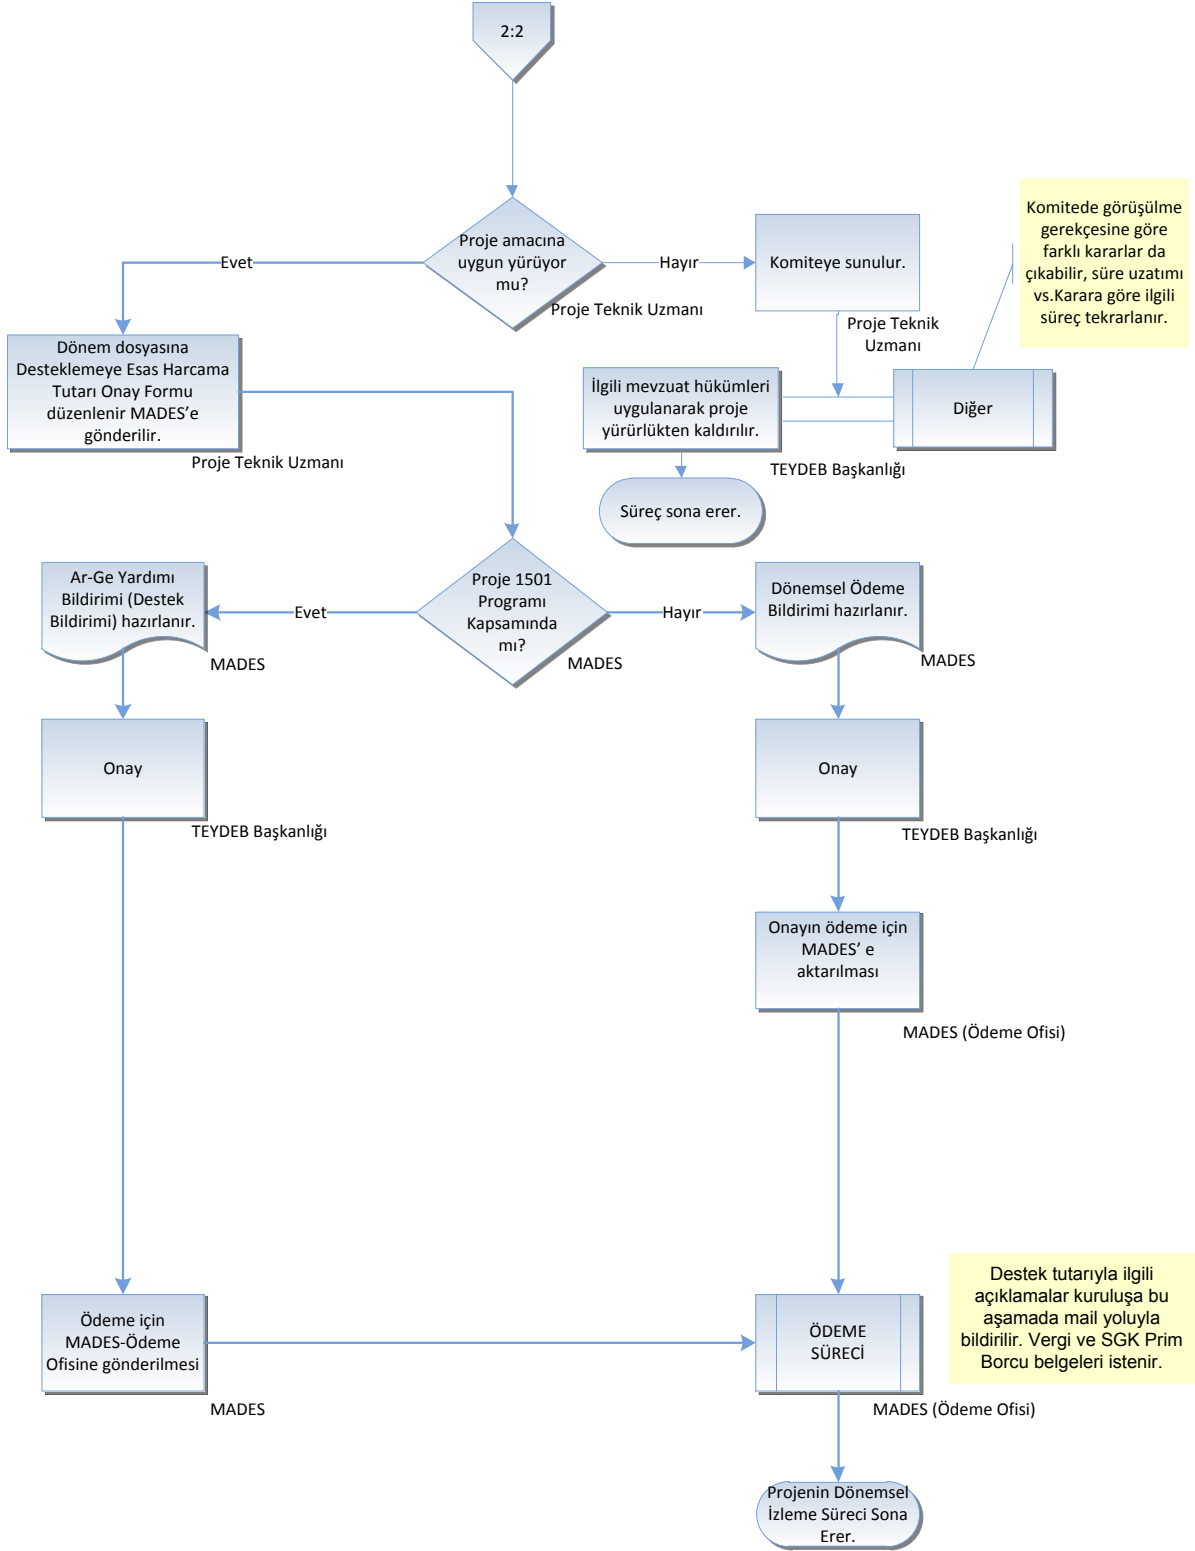 2:2
Proje amacına
uygun yürüyor
mu?
Evet
Hayır
Proje Teknik Uzmanı
Komiteye sunulur.
Proje Teknik
Uzmanı
Komitede görüşülme
gerekçesine göre
farklı kararlar da
çıkabilir, süre uzatımı
vs.Karara göre ilgili
süreç tekrarlanır.
Dönem dosyasına
Desteklemeye Esas Harcama
Tutarı Onay Formu
düzenlenir MADES’e
gönderilir.
Proje Teknik Uzmanı
İlgili mevzuat hükümleri
uygulanarak proje
yürürlükten kaldırılır.
TEYDEB Başkanlığı
Diğer
Süreç sona erer.
Proje 1501
Programı
Kapsamında
mı?
MADES
Evet
Hayır
Ar-Ge Yardımı
Bildirimi (Destek
Bildirimi) hazırlanır.
MADES
Dönemsel Ödeme
Bildirimi hazırlanır.
MADES
Onay
TEYDEB Başkanlığı
Onay
TEYDEB Başkanlığı
Onayın ödeme için
MADES’ e
aktarılması
MADES (Ödeme Ofisi)
Ödeme için
MADES-Ödeme
Ofisine gönderilmesi
MADES
ÖDEME
SÜRECİ
MADES (Ödeme Ofisi)
Destek tutarıyla ilgili
açıklamalar kuruluşa bu
aşamada mail yoluyla
bildirilir. Vergi ve SGK Prim
Borcu belgeleri istenir.
Projenin Dönemsel
İzleme Süreci Sona
Erer.